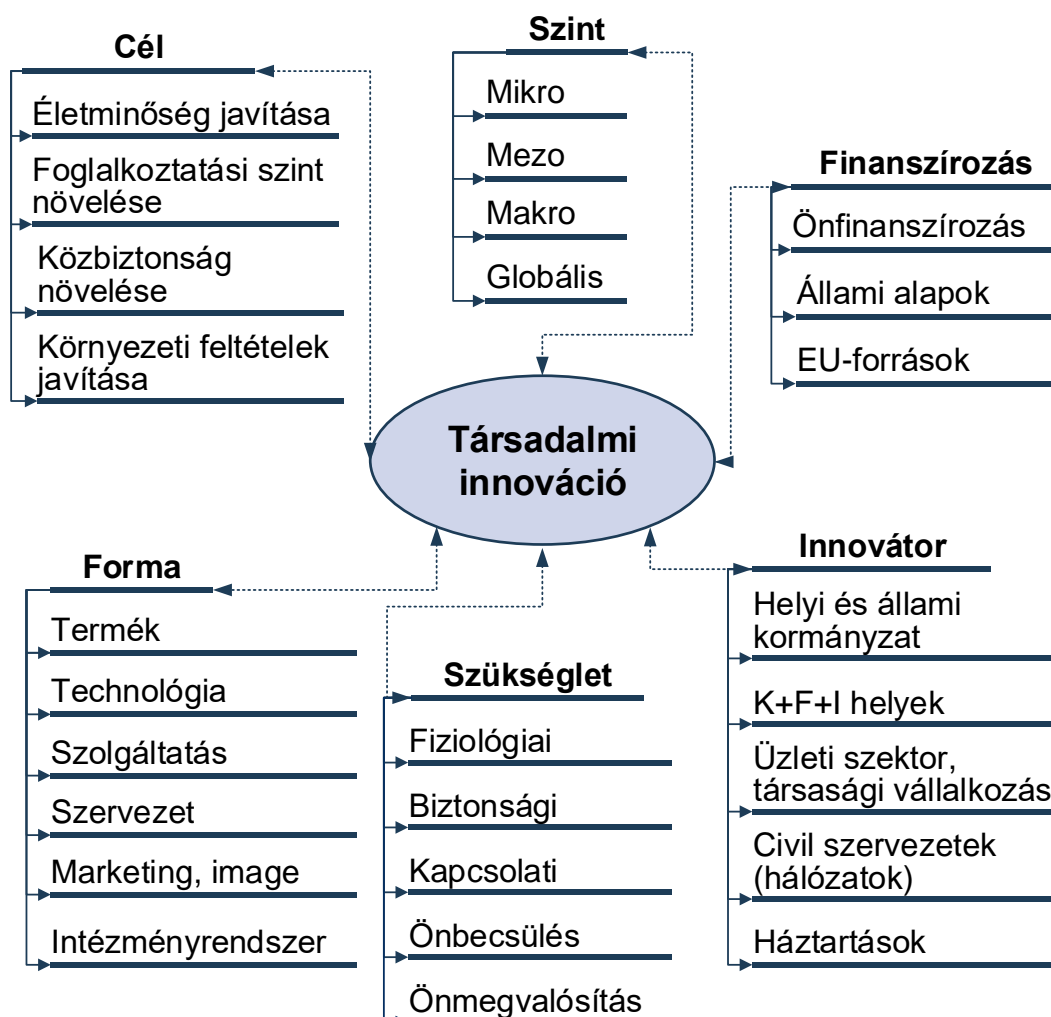 Cél
Életminőség javítása
Foglalkoztatási szint
növelése
Közbiztonság
növelése
Környezeti feltételek
javítása
Szint
Mikro
Mezo
Makro
Globális
Finanszírozás
Önfinanszírozás
Állami alapok
EU-források
Társadalmi
innováció
Forma
Termék
Technológia
Szolgáltatás
Szervezet
Marketing, image
Intézményrendszer
Szükséglet
Fiziológiai
Biztonsági
Kapcsolati
Önbecsülés
Önmegvalósítás
Innovátor
Helyi és állami
kormányzat
K+F+I helyek
Üzleti szektor,
társasági vállalkozás
Civil szervezetek
(hálózatok)
Háztartások